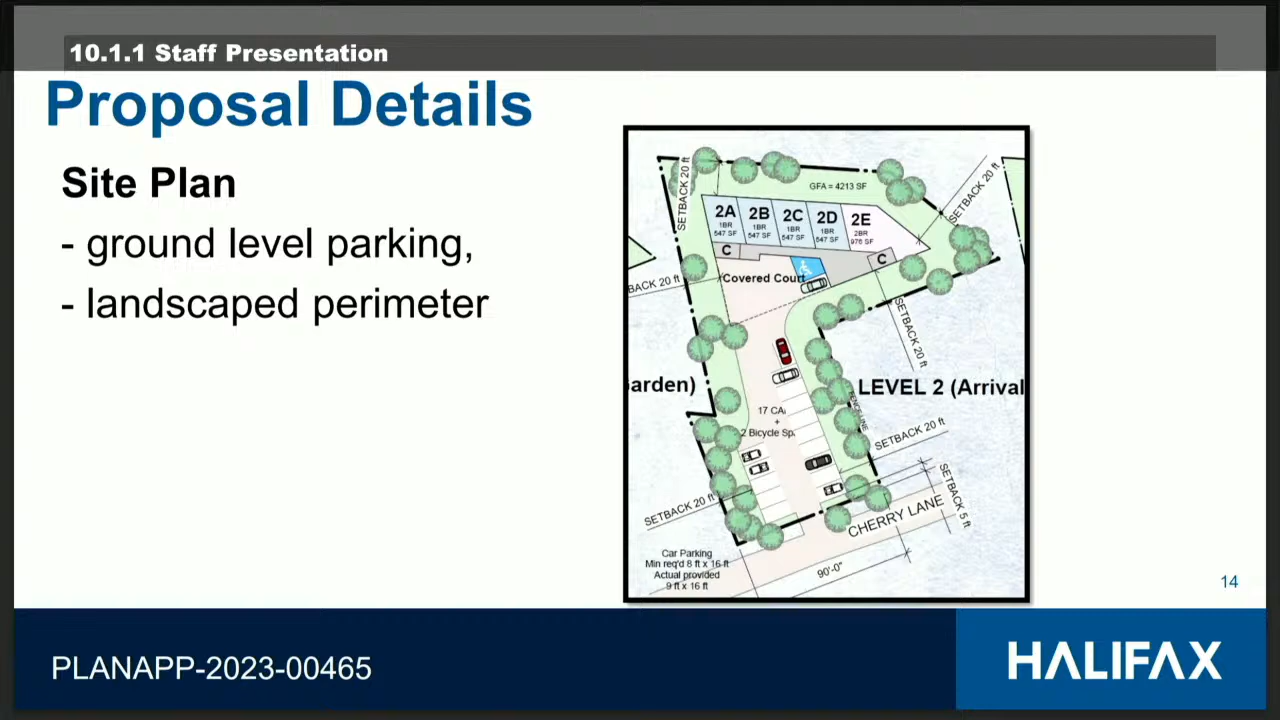 10.1.1 Staff Presentation
Proposal Details
Site Plan
- ground level parking,
- landscaped perimeter
SETBACK 20 ft
GFA = 4213 SF
SETBACK 20 ft
2A
1BR
547 SF
2B
1BR
547 SF
2C
1BR
547 SF
2D
1BR
547 SF
2E
2BR
976 SF
C
C
Covered Court
BACK 20 ft
SETBACK 20 ft
arden)
LEVEL 2 (Arrival
17 CA
+
2 Bicycle Sp
SETBACK 20 ft
SETBACK 20 ft
SETBACK 5 ft
CHERRY LANE
90'-0"
Car Parking
Min req'd 8 ft x 16 ft
Actual provided
9 ft x 16 ft
14
PLANAPP-2023-00465
HALIFAX